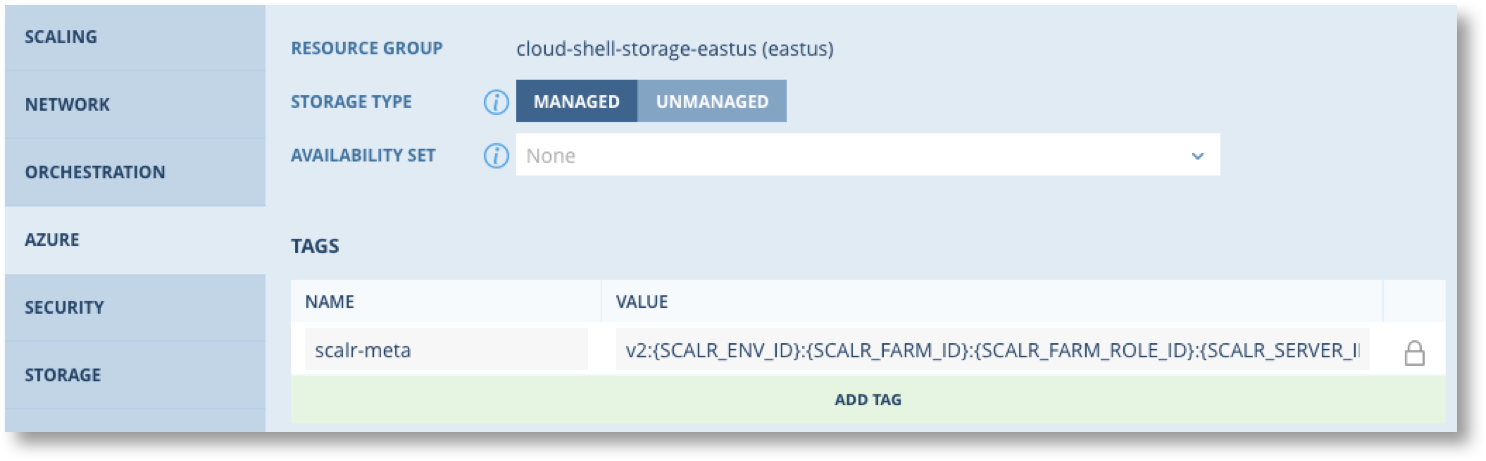 SCALING
NETWORK
ORCHESTRATION
AZURE
SECURITY
STORAGE
RESOURCE GROUP cloud-shell-storage-eastus (eastus)
STORAGE TYPE i MANAGED UNMANAGED
AVAILABILITY SET i None
TAGS
NAME VALUE
scalr-meta v2:{SCALR_ENV_ID}:{SCALR_FARM_ID}:{SCALR_FARM_ROLE_ID}:{SCALR_SERVER_I
ADD TAG